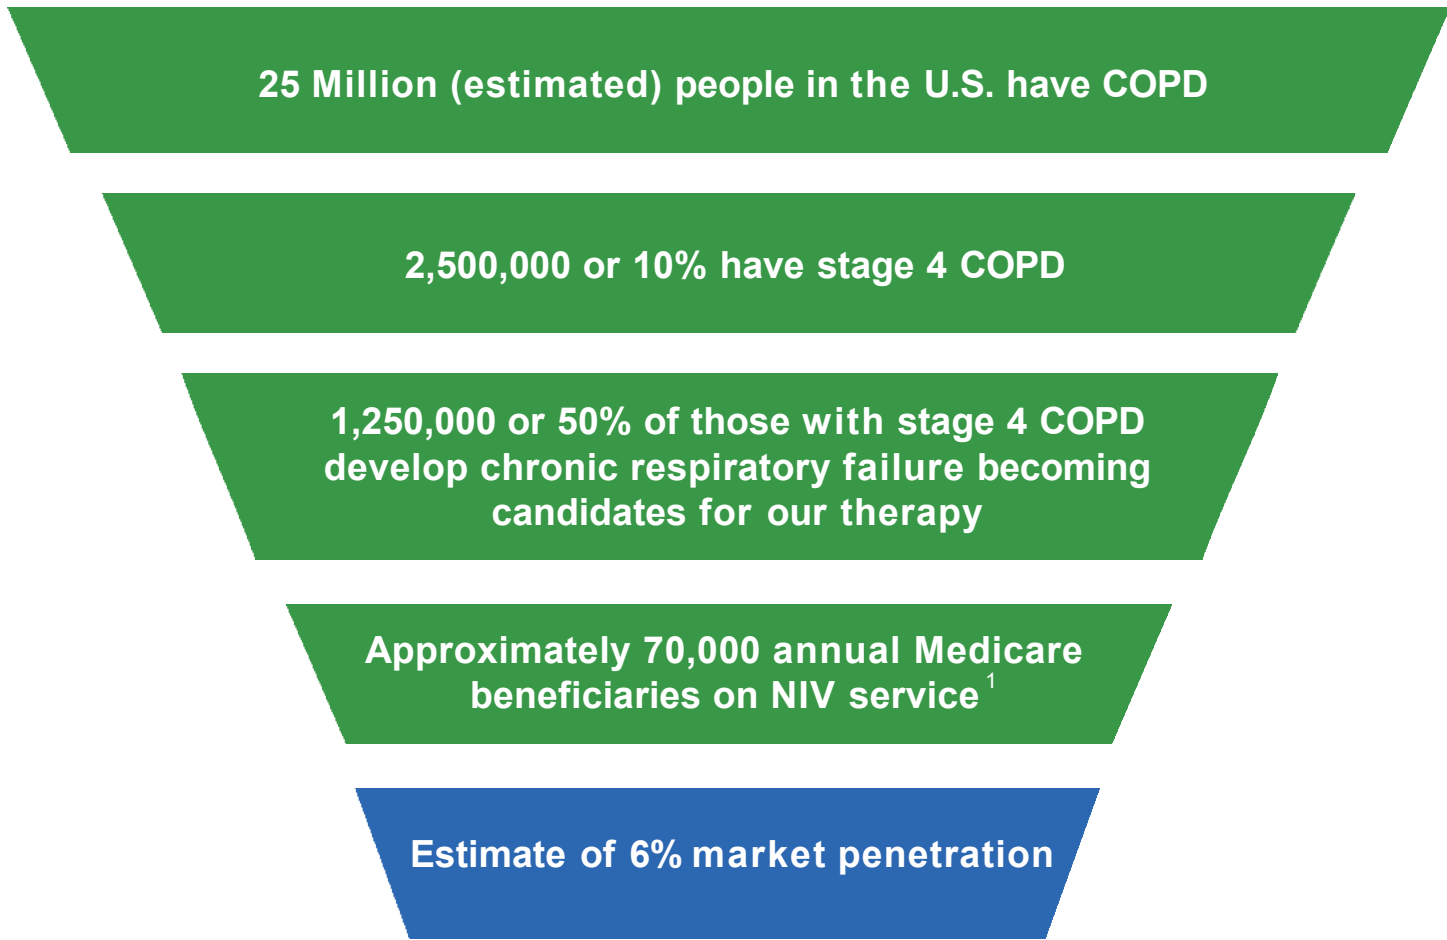 25 Million (estimated) people in the U.S. have COPD
2,500,000 or 10% have stage 4 COPD
1,250,000 or 50% of those with stage 4 COPD
develop chronic respiratory failure becoming
candidates for our therapy
Approximately 70,000 annual Medicare
beneficiaries on NIV service 1
Estimate of 6% market penetration